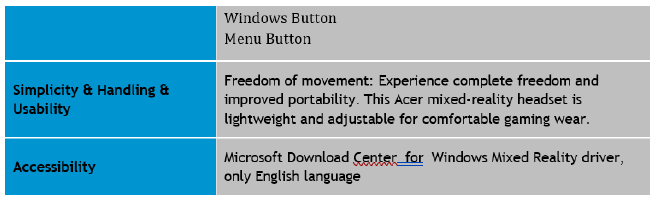 Windows Button
Menu Button
Simplicity & Handling &
Usability
Freedom of movement: Experience complete freedom and
improved portability. This Acer mixed-reality headset is
lightweight and adjustable for comfortable gaming wear.
Accessibility
Microsoft Download Center for Windows Mixed Reality driver,
only English language